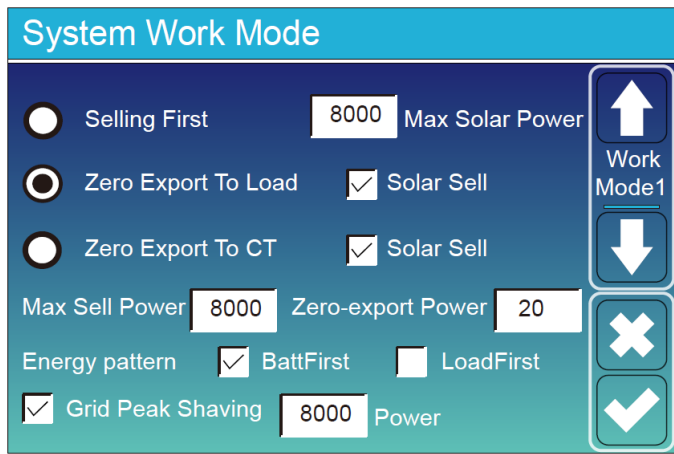 System Work Mode
Selling First 8000 Max Solar Power
Zero Export To Load Solar Sell
Zero Export To CT Solar Sell
Max Sell Power 8000 Zero-export Power 20
Energy pattern BattFirst LoadFirst
Grid Peak Shaving 8000 Power
Work
Mode1